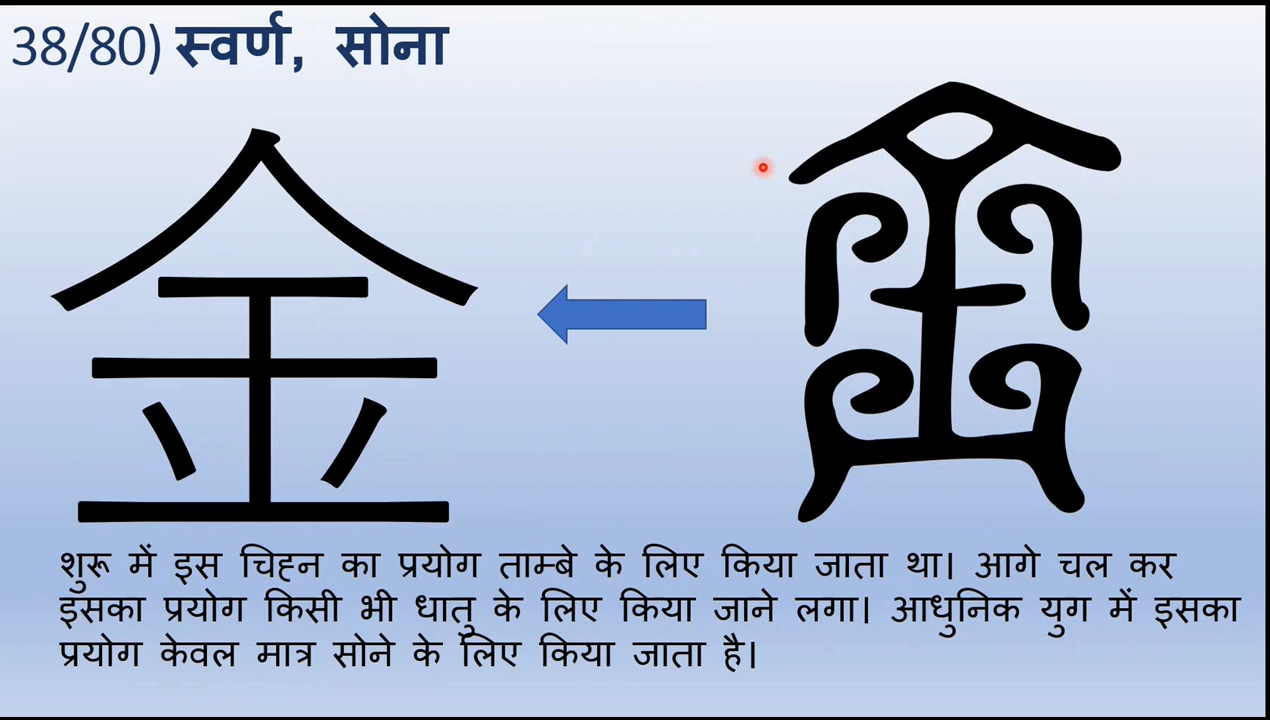 38/80) स्वर्ण, सोना
金
शुरू में इस चिह्न का प्रयोग ताम्बे के लिए किया जाता था। आगे चल कर
इसका प्रयोग किसी भी धातु के लिए किया जाने लगा। आधुनिक युग में इसका
प्रयोग केवल मात्र सोने के लिए किया जाता है।